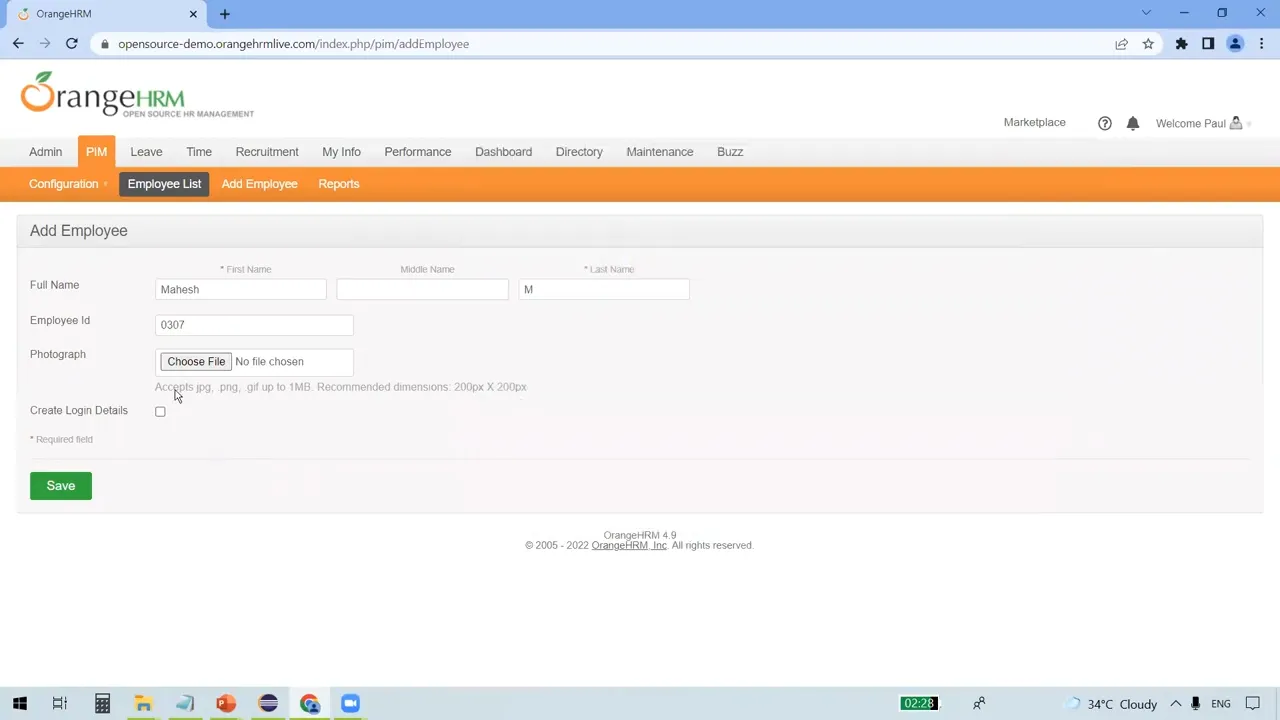 OrangeHRM
opensource-demo.orangehrmlive.com/index.php/pim/addEmployee
OrangeHRM
OPEN SOURCE HR MANAGEMENT
Marketplace
Welcome Paul
Admin PIM Leave Time Recruitment My Info Performance Dashboard Directory Maintenance Buzz
Configuration Employee List Add Employee Reports
Add Employee
* First Name Middle Name * Last Name
Full Name Mahesh M
Employee Id 0307
Photograph Choose File No file chosen
Accepts jpg, .png, .gif up to 1MB. Recommended dimensions: 200px X 200px
Create Login Details
* Required field
Save
OrangeHRM 4.9
© 2005 - 2022 OrangeHRM, Inc. All rights reserved.
02:28 34°C Cloudy ENG